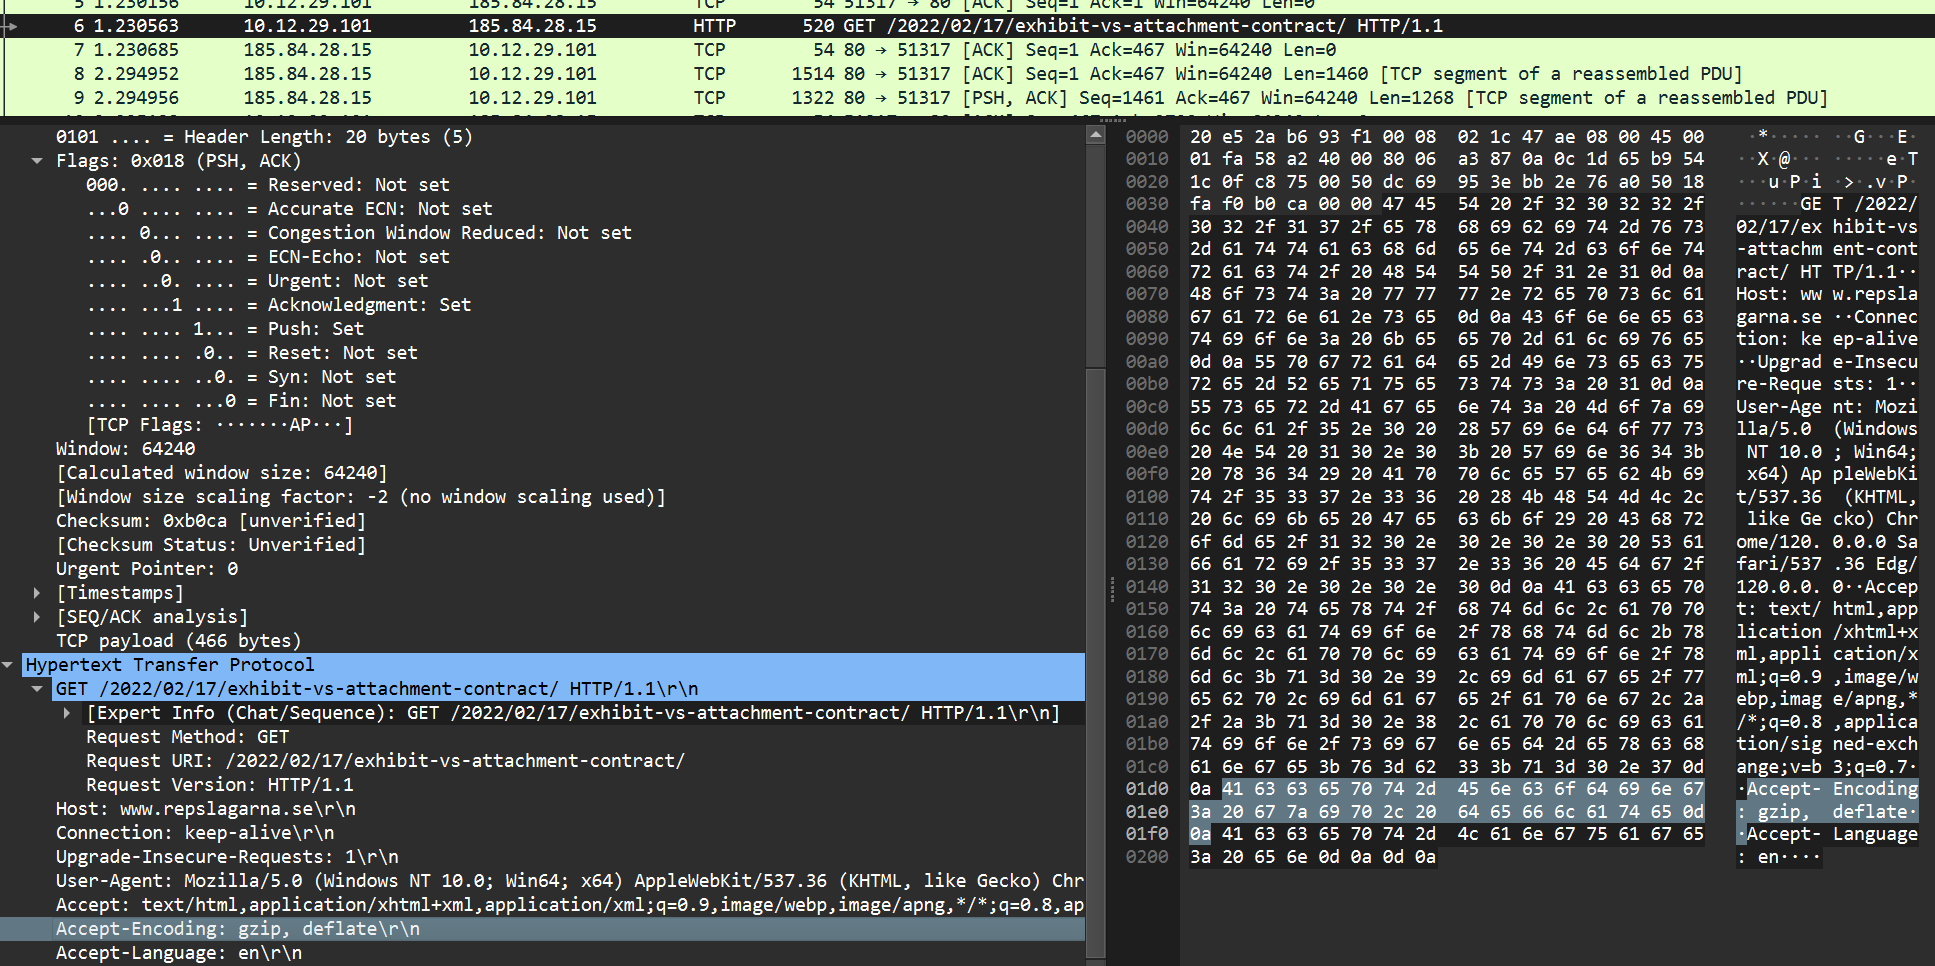 5 1.230456 10.12.29.101 185.84.28.15 TCP 54 51317 → 80 [ACK] Seq=1 Ack=1 Win=64240 Len=0
6 1.230563 10.12.29.101 185.84.28.15 HTTP 520 GET /2022/02/17/exhibit-vs-attachment-contract/ HTTP/1.1
7 1.230685 185.84.28.15 10.12.29.101 TCP 54 80 → 51317 [ACK] Seq=1 Ack=467 Win=64240 Len=0
8 2.294952 185.84.28.15 10.12.29.101 TCP 1514 80 → 51317 [ACK] Seq=1 Ack=467 Win=64240 Len=1460 [TCP segment of a reassembled PDU]
9 2.294956 185.84.28.15 10.12.29.101 TCP 1322 80 → 51317 [PSH, ACK] Seq=1461 Ack=467 Win=64240 Len=1268 [TCP segment of a reassembled PDU]
0101 .... = Header Length: 20 bytes (5)
Flags: 0x018 (PSH, ACK)
000. .... .... = Reserved: Not set
...0 .... .... = Accurate ECN: Not set
.... 0... .... = Congestion Window Reduced: Not set
.... .0.. .... = ECN-Echo: Not set
.... ..0. .... = Urgent: Not set
.... ...1 .... = Acknowledgment: Set
.... .... 1... = Push: Set
.... .... .0.. = Reset: Not set
.... .... ..0. = Syn: Not set
.... .... ...0 = Fin: Not set
[TCP Flags: ·······AP···]
Window: 64240
[Calculated window size: 64240]
[Window size scaling factor: -2 (no window scaling used)]
Checksum: 0xb0ca [unverified]
[Checksum Status: Unverified]
Urgent Pointer: 0
[Timestamps]
[SEQ/ACK analysis]
TCP payload (466 bytes)
Hypertext Transfer Protocol
GET /2022/02/17/exhibit-vs-attachment-contract/ HTTP/1.1\r\n
[Expert Info (Chat/Sequence): GET /2022/02/17/exhibit-vs-attachment-contract/ HTTP/1.1\r\n]
Request Method: GET
Request URI: /2022/02/17/exhibit-vs-attachment-contract/
Request Version: HTTP/1.1
Host: www.repslagarna.se\r\n
Connection: keep-alive\r\n
Upgrade-Insecure-Requests: 1\r\n
User-Agent: Mozilla/5.0 (Windows NT 10.0; Win64; x64) AppleWebKit/537.36 (KHTML, like Gecko) Chr
Accept: text/html,application/xhtml+xml,application/xml;q=0.9,image/webp,image/apng,*/*;q=0.8,ap
Accept-Encoding: gzip, deflate\r\n
Accept-Language: en\r\n
0000 20 e5 2a b6 93 f1 00 08 02 1c 47 ae 08 00 45 00 ·*····· ··G···E·
0010 01 fa 58 a2 40 00 80 06 a3 87 0a 0c 1d 65 b9 54 ··X·@··· ·····e·T
0020 1c 0f c8 75 00 50 dc 69 95 3e bb 2e 76 a0 50 18 ···u·P·i ·>·.v·P·
0030 fa f0 b0 ca 00 00 47 45 54 20 2f 32 30 32 32 2f ······GE T /2022/
0040 30 32 2f 31 37 2f 65 78 68 69 62 69 74 2d 76 73 02/17/ex hibit-vs
0050 2d 61 74 74 61 63 68 6d 65 6e 74 2d 63 6f 6e 74 -attachm ent-cont
0060 72 61 63 74 2f 20 48 54 54 50 2f 31 2e 31 0d 0a ract/ HT TP/1.1··
0070 48 6f 73 74 3a 20 77 77 77 2e 72 65 70 73 6c 61 Host: ww w.repsla
0080 67 61 72 6e 61 2e 73 65 0d 0a 43 6f 6e 6e 65 63 garna.se ··Connec
0090 74 69 6f 6e 3a 20 6b 65 65 70 2d 61 6c 69 76 65 tion: ke ep-alive
00a0 0d 0a 55 70 67 72 61 64 65 2d 49 6e 73 65 63 75 ··Upgrad e-Insecu
00b0 72 65 2d 52 65 71 75 65 73 74 73 3a 20 31 0d 0a re-Reque sts: 1··
00c0 55 73 65 72 2d 41 67 65 6e 74 3a 20 4d 6f 7a 69 User-Age nt: Mozi
00d0 6c 6c 61 2f 35 2e 30 20 28 57 69 6e 64 6f 77 73 lla/5.0 (Windows
00e0 20 4e 54 20 31 30 2e 30 3b 20 57 69 6e 36 34 3b NT 10.0 ; Win64;
00f0 20 78 36 34 29 20 41 70 70 6c 65 57 65 62 4b 69 x64) Ap pleWebKi
0100 74 2f 35 33 37 2e 33 36 20 28 4b 48 54 4d 4c 2c t/537.36 (KHTML,
0110 20 6c 69 6b 65 20 47 65 63 6b 6f 29 20 43 68 72 like Ge cko) Chr
0120 6f 6d 65 2f 31 32 30 2e 30 2e 30 2e 30 20 53 61 ome/120. 0.0.0 Sa
0130 66 61 72 69 2f 35 33 37 2e 33 36 20 45 64 67 2f fari/537 .36 Edg/
0140 31 32 30 2e 30 2e 30 2e 30 0d 0a 41 63 63 65 70 120.0.0. 0··Accep
0150 74 3a 20 74 65 78 74 2f 68 74 6d 6c 2c 61 70 70 t: text/ html,app
0160 6c 69 63 61 74 69 6f 6e 2f 78 68 74 6d 6c 2b 78 lication /xhtml+x
0170 6d 6c 2c 61 70 70 6c 69 63 61 74 69 6f 6e 2f 78 ml,appli cation/x
0180 6d 6c 3b 71 3d 30 2e 39 2c 69 6d 61 67 65 2f 77 ml;q=0.9 ,image/w
0190 65 62 70 2c 69 6d 61 67 65 2f 61 70 6e 67 2c 2a ebp,imag e/apng,*
01a0 2f 2a 3b 71 3d 30 2e 38 2c 61 70 70 6c 69 63 61 /*;q=0.8 ,applica
01b0 74 69 6f 6e 2f 73 69 67 6e 65 64 2d 65 78 63 68 tion/sig ned-exch
01c0 61 6e 67 65 3b 76 3d 62 33 3b 71 3d 30 2e 37 0d ange;v=b 3;q=0.7·
01d0 0a 41 63 63 65 70 74 2d 45 6e 63 6f 64 69 6e 67 ·Accept- Encoding
01e0 3a 20 67 7a 69 70 2c 20 64 65 66 6c 61 74 65 0d : gzip, deflate·
01f0 0a 41 63 63 65 70 74 2d 4c 61 6e 67 75 61 67 65 ·Accept- Language
0200 3a 20 65 6e 0d 0a 0d 0a : en····